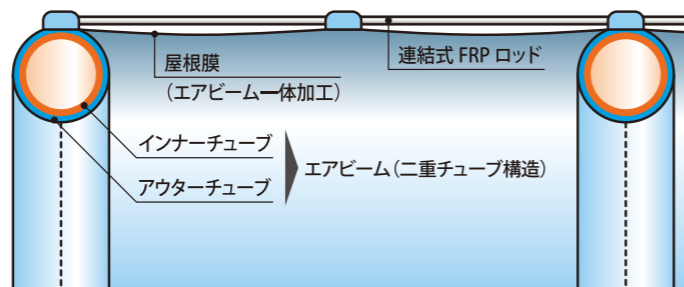 屋根膜
(エアビーム一体加工)
連結式 FRP ロッド
インナーチューブ
アウターチューブ
エアビーム(二重チューブ構造)